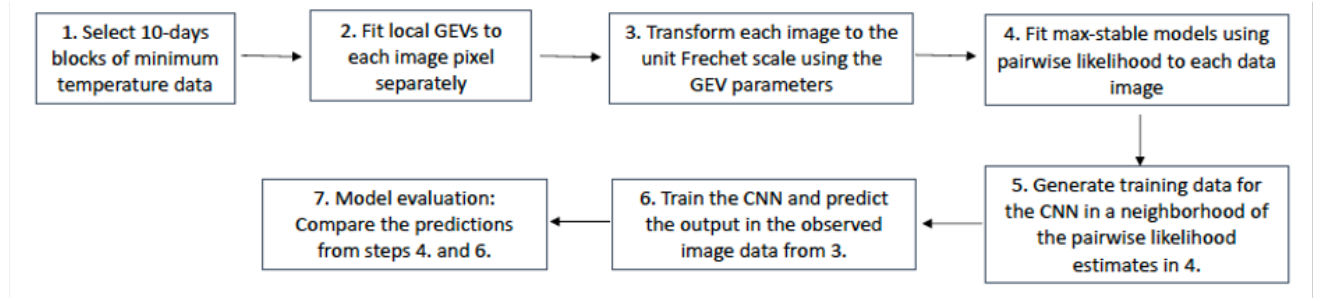 1. Select 10-days
blocks of minimum
temperature data
2. Fit local GEVs to
each image pixel
separately
3. Transform each image to the
unit Frechet scale using the
GEV parameters
4. Fit max-stable models using
pairwise likelihood to each data
image
5. Generate training data for
the CNN in a neighborhood of
the pairwise likelihood
estimates in 4.
6. Train the CNN and predict
the output in the observed
image data from 3.
7. Model evaluation:
Compare the predictions
from steps 4. and 6.